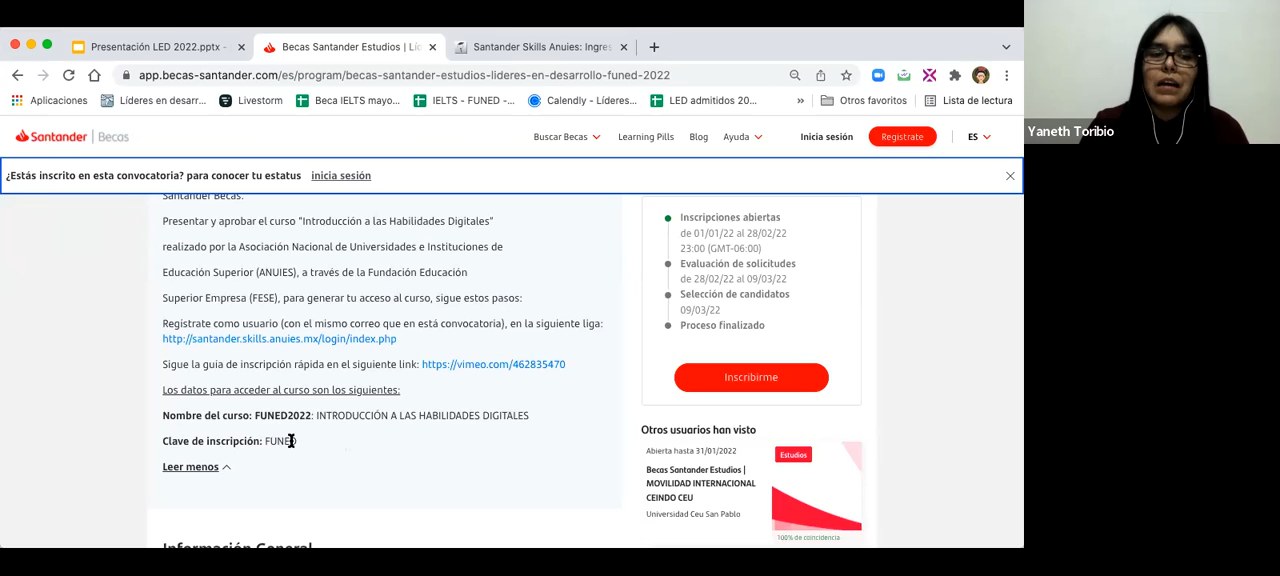 Presentación LED 2022.pptx -
Becas Santander Estudios | Líc
Santander Skills Anuies: Ingres
app.becas-santander.com/es/program/becas-santander-estudios-lideres-en-desarrollo-funed-2022
Aplicaciones
Líderes en desarr...
Livestorm
Beca IELTS mayo...
IELTS - FUNED -...
Calendly - Líderes...
LED admitidos 20...
»
Otros favoritos
Lista de lectura
Santander | Becas
Buscar Becas
Learning Pills
Blog
Ayuda
Inicia sesión
Regístrate
ES
Yaneth Toribio
¿Estás inscrito en esta convocatoria? para conocer tu estatus inicia sesión
Santander Becas.
Presentar y aprobar el curso "Introducción a las Habilidades Digitales"
realizado por la Asociación Nacional de Universidades e Instituciones de
Educación Superior (ANUIES), a través de la Fundación Educación
Superior Empresa (FESE), para generar tu acceso al curso, sigue estos pasos:
Regístrate como usuario (con el mismo correo que en está convocatoria), en la siguiente liga:
http://santander.skills.anuies.mx/login/index.php
Sigue la guia de inscripción rápida en el siguiente link: https://vimeo.com/462835470
Los datos para acceder al curso son los siguientes:
Nombre del curso: FUNED2022: INTRODUCCIÓN A LAS HABILIDADES DIGITALES
Clave de inscripción: FUNED
Leer menos
Información General
Inscripciones abiertas
de 01/01/22 al 28/02/22
23:00 (GMT-06:00)
Evaluación de solicitudes
de 28/02/22 al 09/03/22
Selección de candidatos
09/03/22
Proceso finalizado
Inscribirme
Otros usuarios han visto
Abierta hasta 31/01/2022
Becas Santander Estudios |
MOVILIDAD INTERNACIONAL
CEINDO CEU
Universidad Ceu San Pablo
Estudios
100% de coincidencia